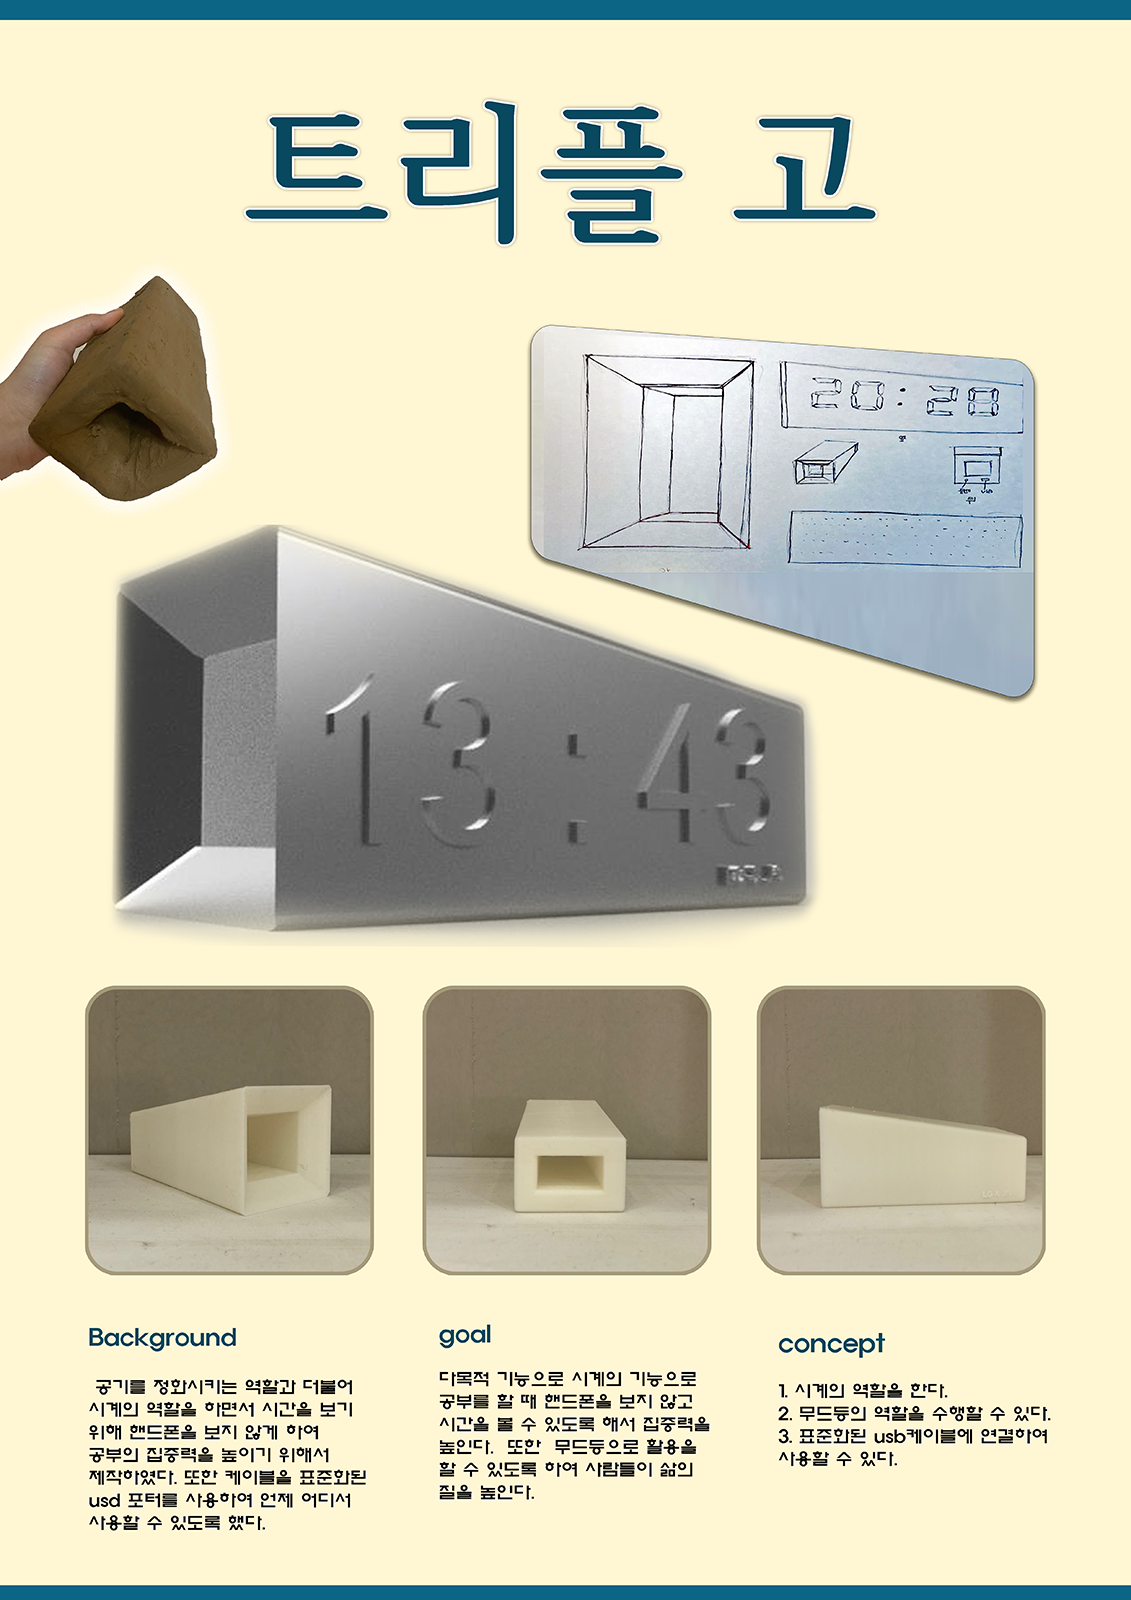 트리플 고
20:28
13:43
Background
공기를 정화시키는 역할과 더불어
시계의 역할을 하면서 시간을 보기
위해 핸드폰을 보지 않게 하여
공부의 집중력을 높이기 위해서
제작하였다. 또한 케이블을 표준화된
usd 포터를 사용하여 언제 어디서
사용할 수 있도록 했다.
goal
다목적 기능으로 시계의 기능으로
공부를 할 때 핸드폰을 보지 않고
시간을 볼 수 있도록 해서 집중력을
높인다. 또한 무드등으로 활용을
할 수 있도록 하여 사람들이 삶의
질을 높인다.
concept
1. 시계의 역할을 한다.
2. 무드등의 역할을 수행할 수 있다.
3. 표준화된 usb케이블에 연결하여
사용할 수 있다.